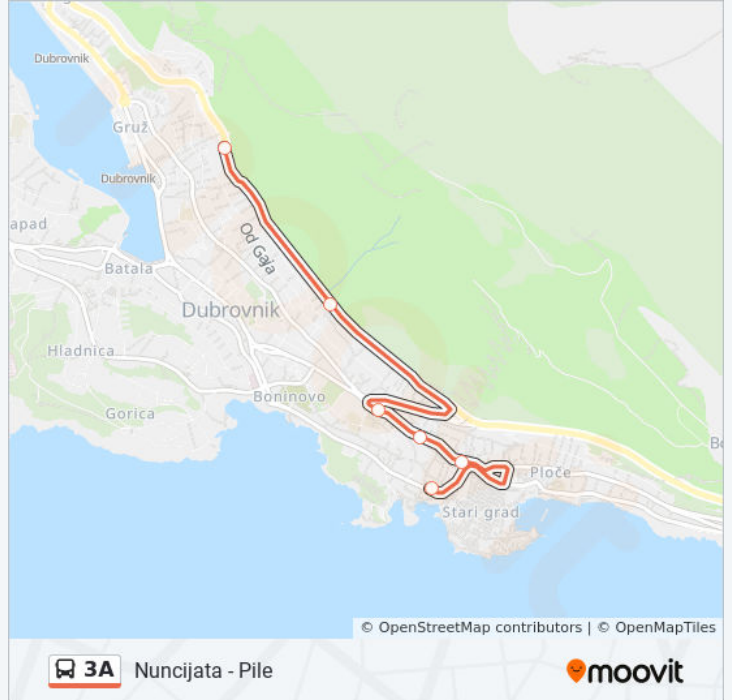 Dubrovnik
Gruž
Dubrovnik
apad
Od Gaja
Batala
Dubrovnik
Hladnica
Boninovo
Gorica
Ploče
Stari grad
© OpenStreetMap contributors | © OpenMapTiles
3A Nuncijata - Pile
moovit